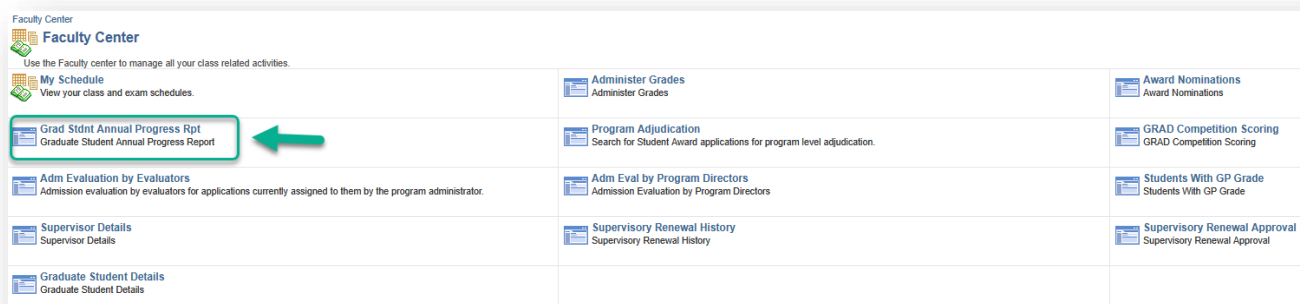 Faculty Center
Faculty Center
Use the Faculty center to manage all your class related activities.
My Schedule
View your class and exam schedules.
Administer Grades
Administer Grades
Award Nominations
Award Nominations
Grad Stdnt Annual Progress Rpt
Graduate Student Annual Progress Report
Program Adjudication
Search for Student Award applications for program level adjudication.
GRAD Competition Scoring
GRAD Competition Scoring
Adm Evaluation by Evaluators
Admission evaluation by evaluators for applications currently assigned to them by the program administrator.
Adm Eval by Program Directors
Admission Evaluation by Program Directors
Students With GP Grade
Students With GP Grade
Supervisor Details
Supervisor Details
Supervisory Renewal History
Supervisory Renewal History
Supervisory Renewal Approval
Supervisory Renewal Approval
Graduate Student Details
Graduate Student Details